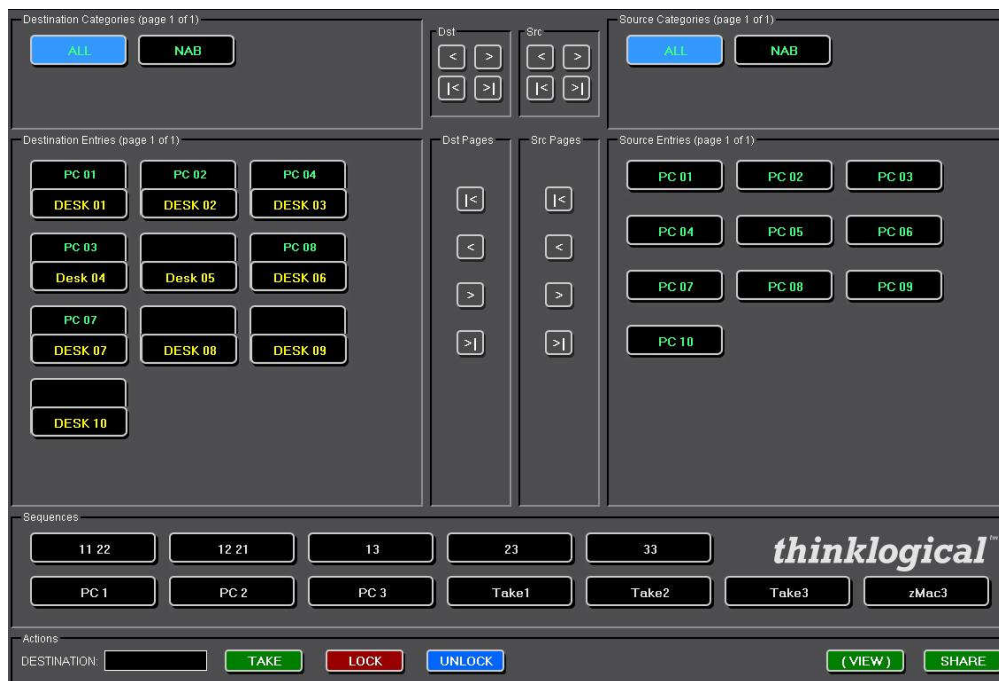 Destination Categories (page 1 of 1)
ALL NAB
Dst
< >
|< >|
Src
< >
|< >|
Source Categories (page 1 of 1)
ALL NAB
Destination Entries (page 1 of 1)
PC 01 PC 02 PC 04
DESK 01 DESK 02 DESK 03
PC 03 PC 08
Desk 04 Desk 05 DESK 06
PC 07
DESK 07 DESK 08 DESK 09
DESK 10
Dst Pages
|<
<
>
>|
Src Pages
|<
<
>
>|
Source Entries (page 1 of 1)
PC 01 PC 02 PC 03
PC 04 PC 05 PC 06
PC 07 PC 08 PC 09
PC 10
Sequences
11 22 12 21 13 23 33
thinklogical™
PC 1 PC 2 PC 3 Take1 Take2 Take3 zMac3
Actions
DESTINATION: TAKE LOCK UNLOCK ( VIEW ) SHARE